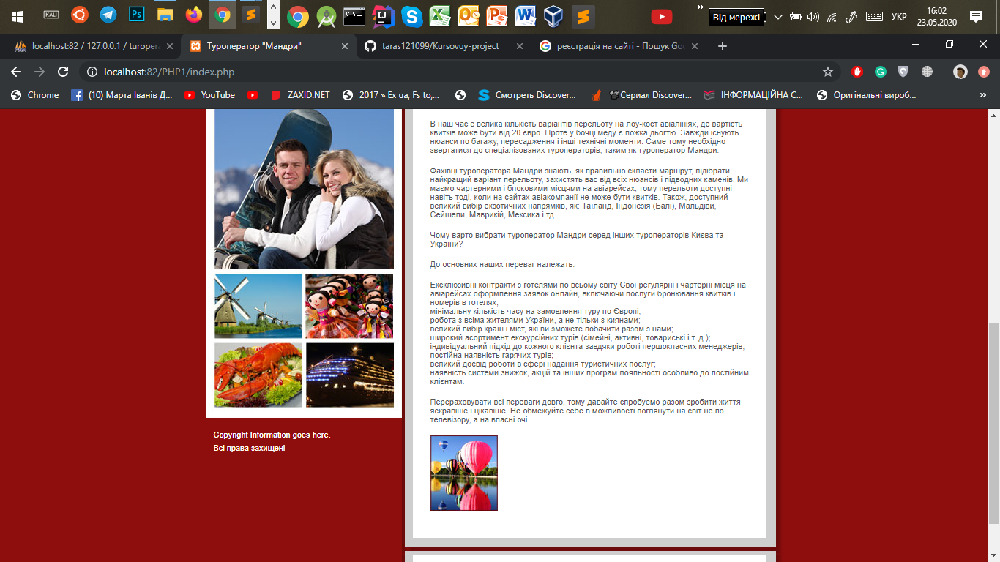 KALI
Від мережі
УКР
16:02
23.05.2020
localhost:82 / 127.0.0.1 / turoper
Туроператор "Мандри"
taras121099/Kursovuy-project
реєстрація на сайті - Пошук Goo
localhost:82/PHP1/index.php
Chrome
(10) Марта Іванів Д...
YouTube
ZAXID.NET
2017 » Ex ua, Fs to,...
Смотреть Discover...
Сериал Discover...
ІНФОРМАЦІЙНА С...
Оригінальні вироб...
В наш час є велика кількість варіантів перельоту на лоу-кост авіалініях, де вартість
квитків може бути від 20 євро. Проте у бочці меду є ложка дьогтю. Завжди існують
нюанси по багажу, пересадження і інші технічні моменти. Саме тому необхідно
звертатися до спеціалізованих туроператорів, таким як туроператор Мандри.
Фахівці туроператора Мандри знають, як правильно скласти маршрут, підібрати
найкращий варіант перельоту, захистять вас від всіх нюансів і підводних каменів. Ми
маємо чартерними і блоковими місцями на авіарейсах, тому перельоти доступні
навіть тоді, коли на сайтах авіакомпанії не може бути квитків. Також, доступний
великий вибір екзотичних напрямків, як: Таїланд, Індонезія (Балі), Мальдіви,
Сейшели, Маврикій, Мексика і тд.
Чому варто вибрати туроператор Мандри серед інших туроператорів Києва та
України?
До основних наших переваг належать:
Ексклюзивні контракти з готелями по всьому світу Свої регулярні і чартерні місця на
авіарейсах оформлення заявок онлайн, включаючи послуги бронювання квитків і
номерів в готелях;
мінімальну кількість часу на замовлення туру по Європі;
робота з всіма жителями України, а не тільки з киянами;
великий вибір країн і міст, які ви зможете побачити разом з нами;
широкий асортимент екскурсійних турів (сімейні, активні, товариські і т. д.);
індивідуальний підхід до кожного клієнта завдяки роботі першокласних менеджерів;
постійна наявність гарячих турів;
великий досвід роботи в сфері надання туристичних послуг;
наявність системи знижок, акцій та інших програм лояльності особливо до постійним
клієнтам.
Перераховувати всі переваги довго, тому давайте спробуємо разом зробити життя
яскравіше і цікавіше. Не обмежуйте себе в можливості поглянути на світ не по
телевізору, а на власні очі.
Copyright Information goes here.
Всі права захищені